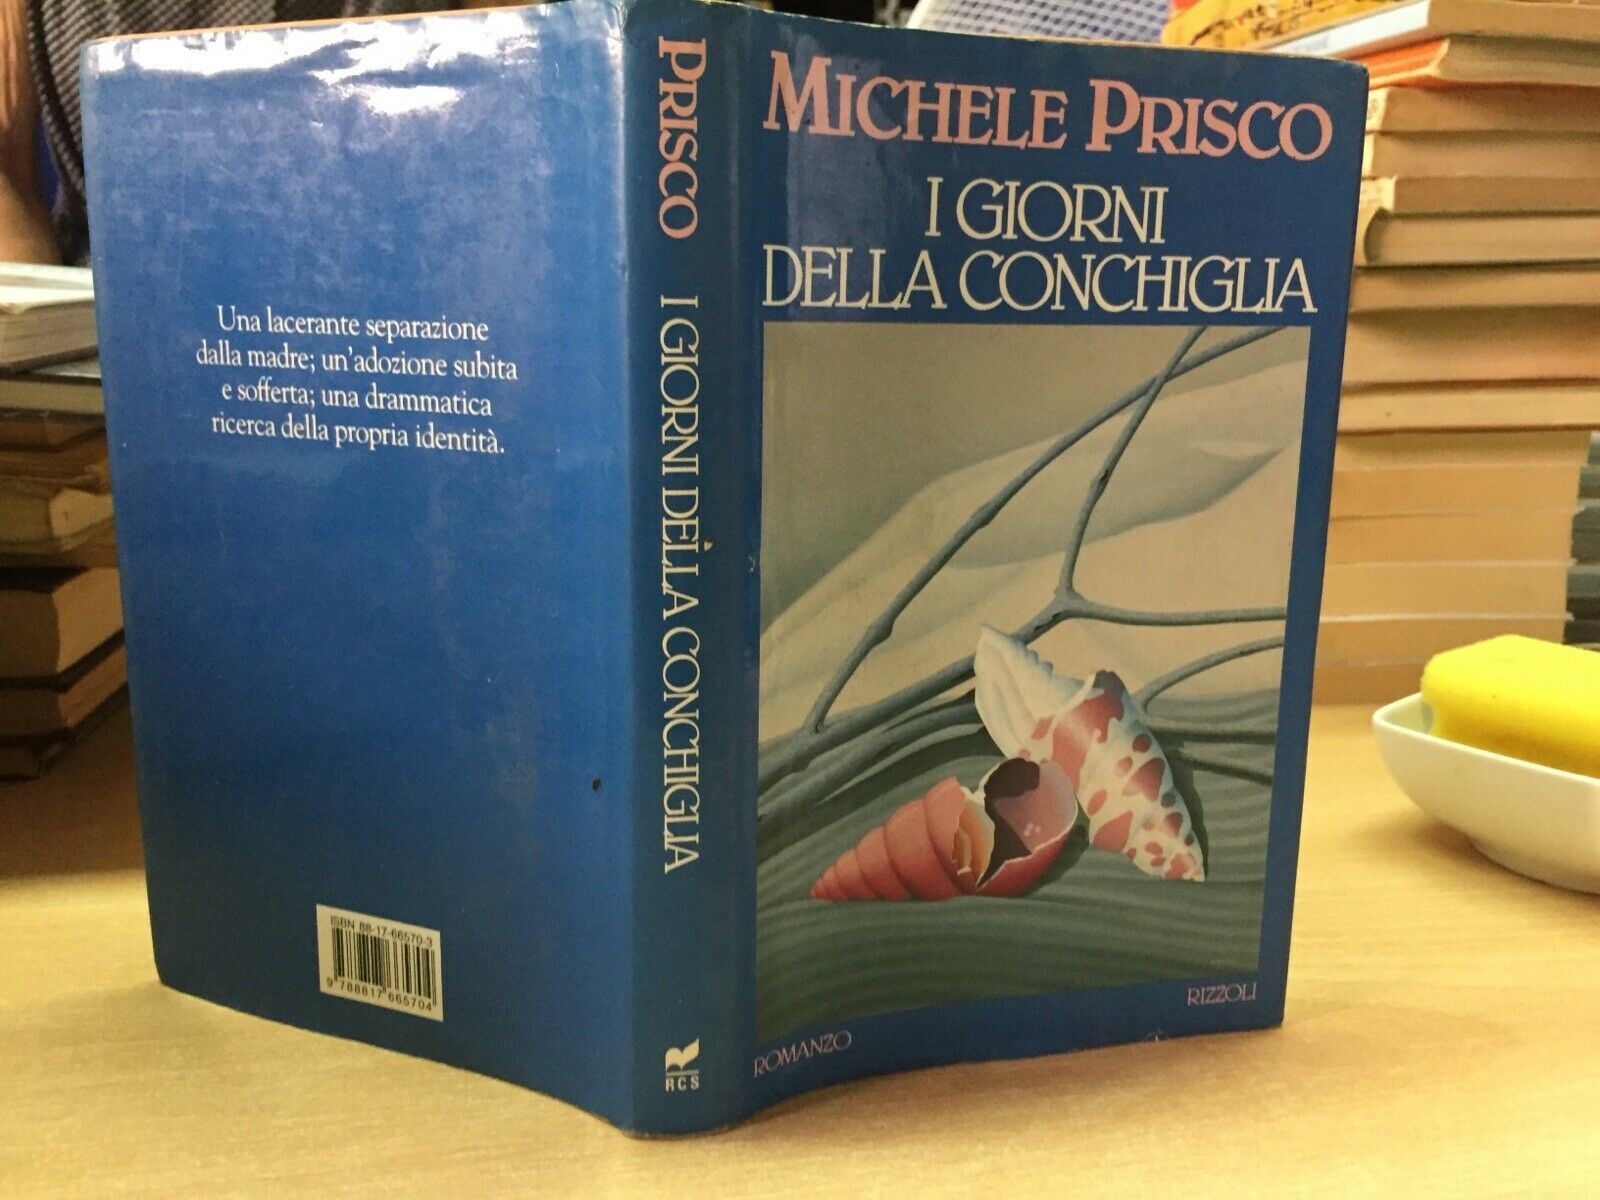 Una lacerante separazione
dalla madre; un'adozione subita
e sofferta; una drammatica
ricerca della propria identità.
ISBN 88-17-66570-3
9 788817 665704
PRISCO I GIORNI DELLA CONCHIGLIA
RCS
MICHELE PRISCO
I GIORNI
DELLA CONCHIGLIA
ROMANZO
RIZZOLI